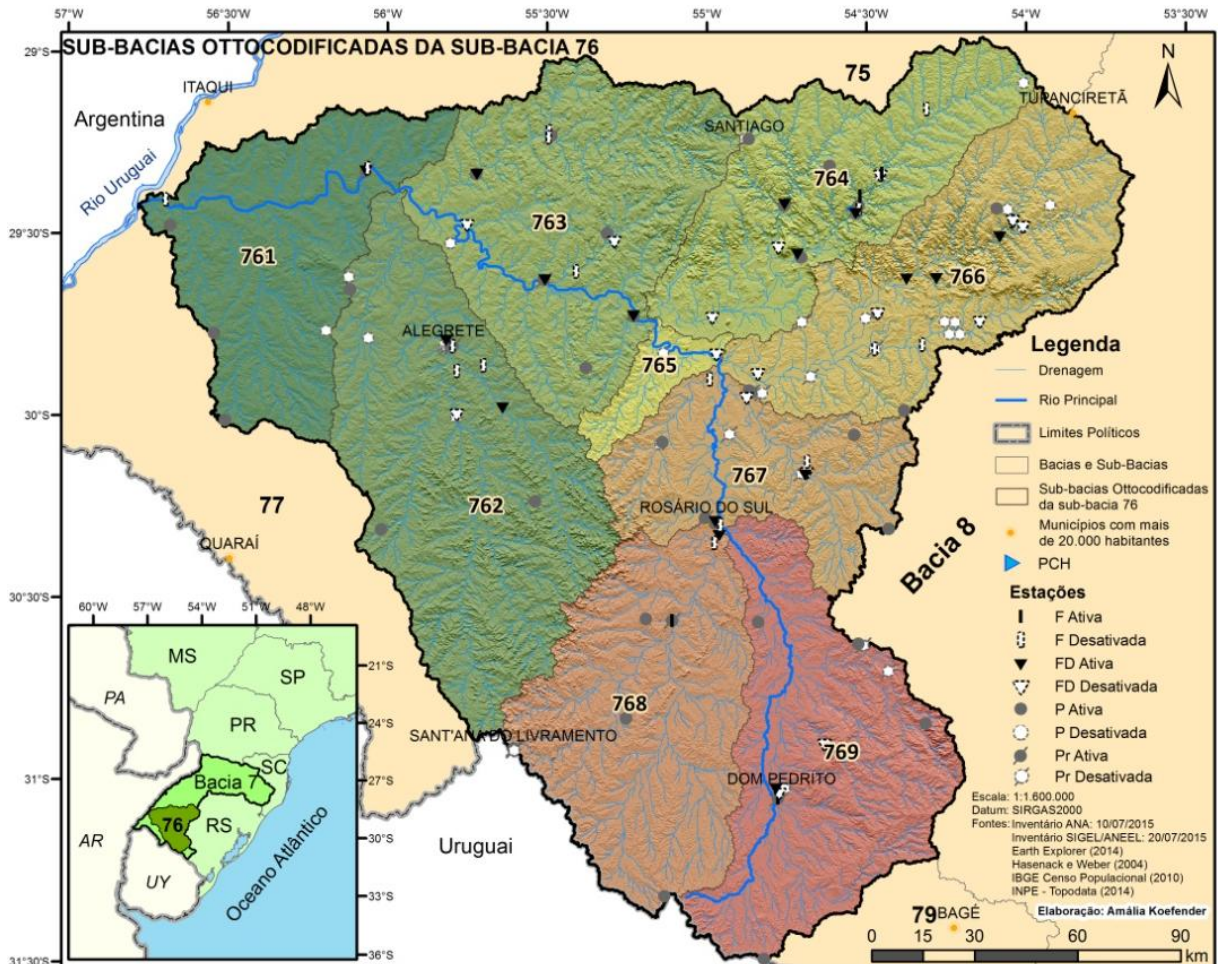 57°W 56°30'W 56°W 55°30'W 55°W 54°30'W 54°W 53°30'W
29°S
SUB-BACIAS OTTOCODIFICADAS DA SUB-BACIA 76
N
ITAQUI
75
Argentina
TUPANCIRETÃ
SANTIAGO
Rio Uruguai
764
29°30'S
763
761
766
ALEGRETE
765
30°S
767
762
77
ROSÁRIO DO SUL
QUARAÍ
Bacia 8
30°30'S
768
SANT'ANA DO LIVRAMENTO
769
31°S
DOM PEDRITO
Uruguai
79
BAGÉ
31°30'S
Legenda
Drenagem
Rio Principal
Limites Políticos
Bacias e Sub-Bacias
Sub-bacias Ottocodificadas
da sub-bacia 76
Municípios com mais
de 20.000 habitantes
PCH
Estações
F Ativa
F Desativada
FD Ativa
FD Desativada
P Ativa
P Desativada
Pr Ativa
Pr Desativada
Escala: 1:1.600.000
Datum: SIRGAS2000
Fontes: Inventário ANA: 10/07/2015
Inventário SIGEL/ANEEL: 20/07/2015
Earth Explorer (2014)
Hasenack e Weber (2004)
IBGE Censo Populacional (2010)
INPE - Topodata (2014)
Elaboração: Amália Koefender
0 15 30 60 90
km
60°W 57°W 54°W 51°W 48°W
MS
21°S
SP
PA
PR
24°S
SC
Bacia 7
27°S
76
RS
AR
30°S
UY
Oceano Atlântico
33°S
36°S